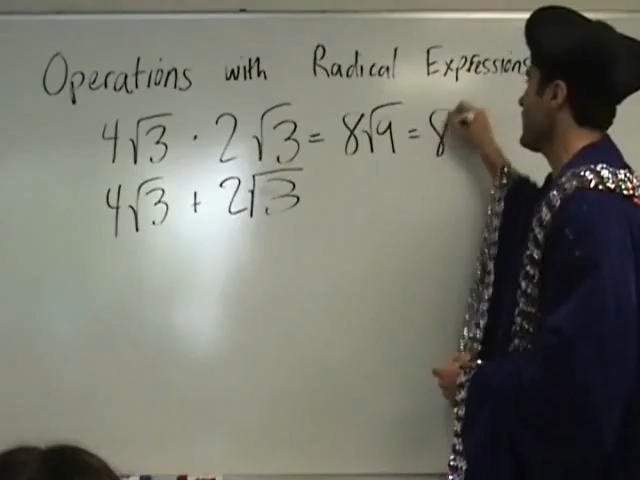 Operations with Radical Expressions
4√3 · 2√3 = 8√9 = 8
4√3 + 2√3